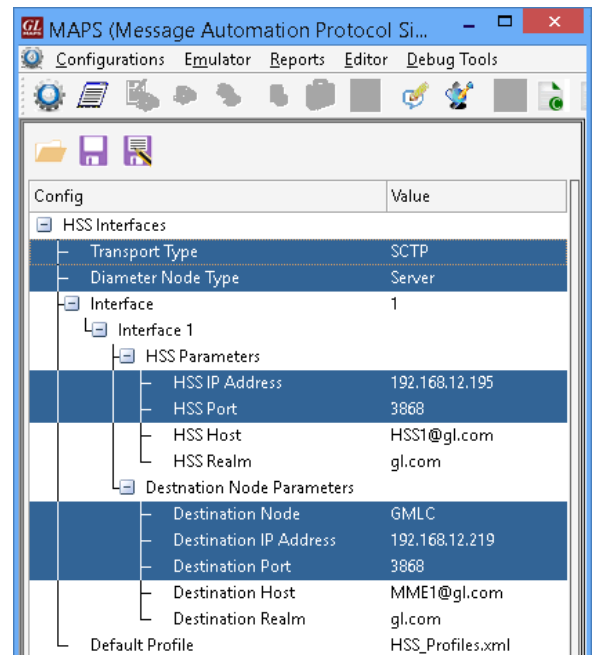 GL MAPS MAPS (Message Automation Protocol Si...
Configurations Emulator Reports Editor Debug Tools
Config Value
HSS Interfaces
Transport Type SCTP
Diameter Node Type Server
Interface 1
Interface 1
HSS Parameters
HSS IP Address 192.168.12.195
HSS Port 3868
HSS Host HSS1@gl.com
HSS Realm gl.com
Destnation Node Parameters
Destination Node GMLC
Destination IP Address 192.168.12.219
Destination Port 3868
Destination Host MME1@gl.com
Destination Realm gl.com
Default Profile HSS_Profiles.xml